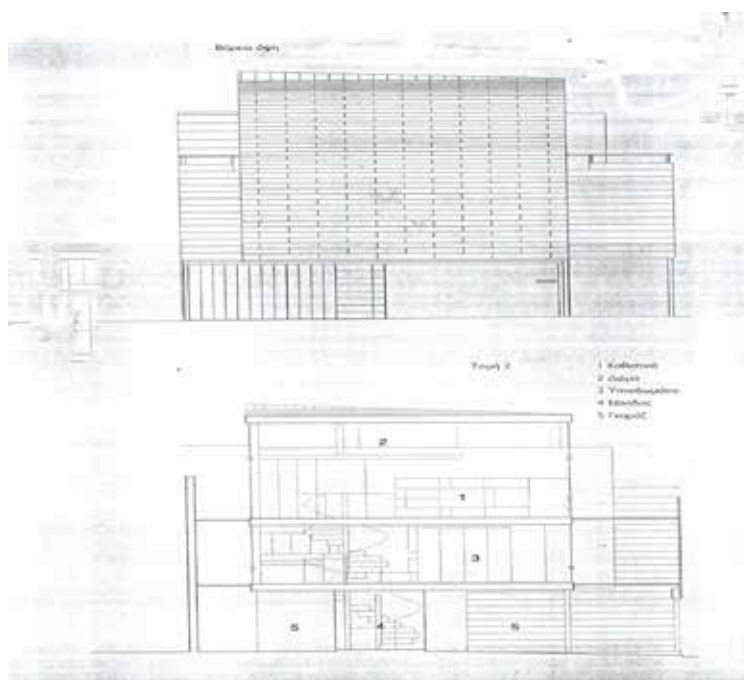 Βόρεια όψη
Τομή 2
1 Καθιστικό
2 Δώμα
3 Υπνοδωμάτιο
4 Είσοδος
5 Γκαράζ
2
1
3
5
4
5